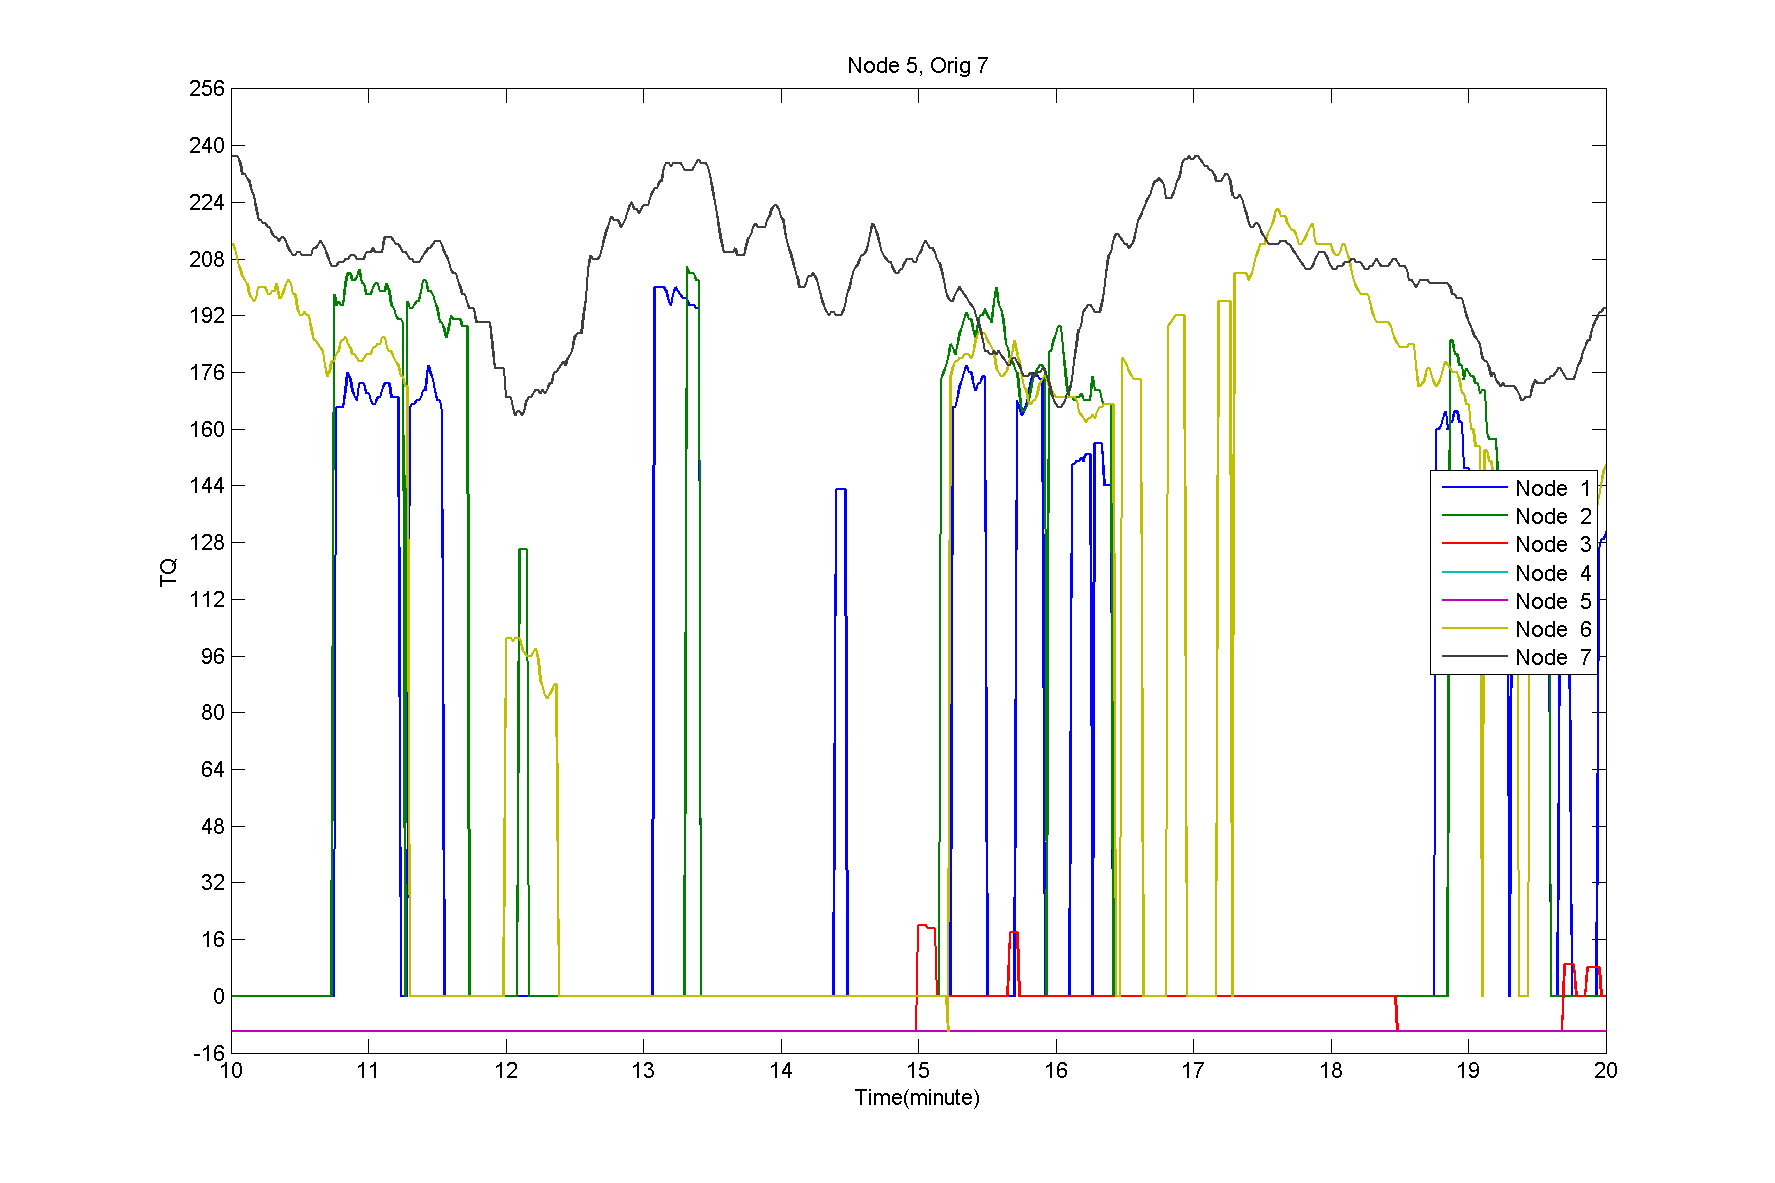 Node 5, Orig 7
256
240
224
208
192
176
160
144
128
112
96
80
64
48
32
16
0
-16
TQ
Node 1
Node 2
Node 3
Node 4
Node 5
Node 6
Node 7
10 11 12 13 14 15 16 17 18 19 20
Time(minute)